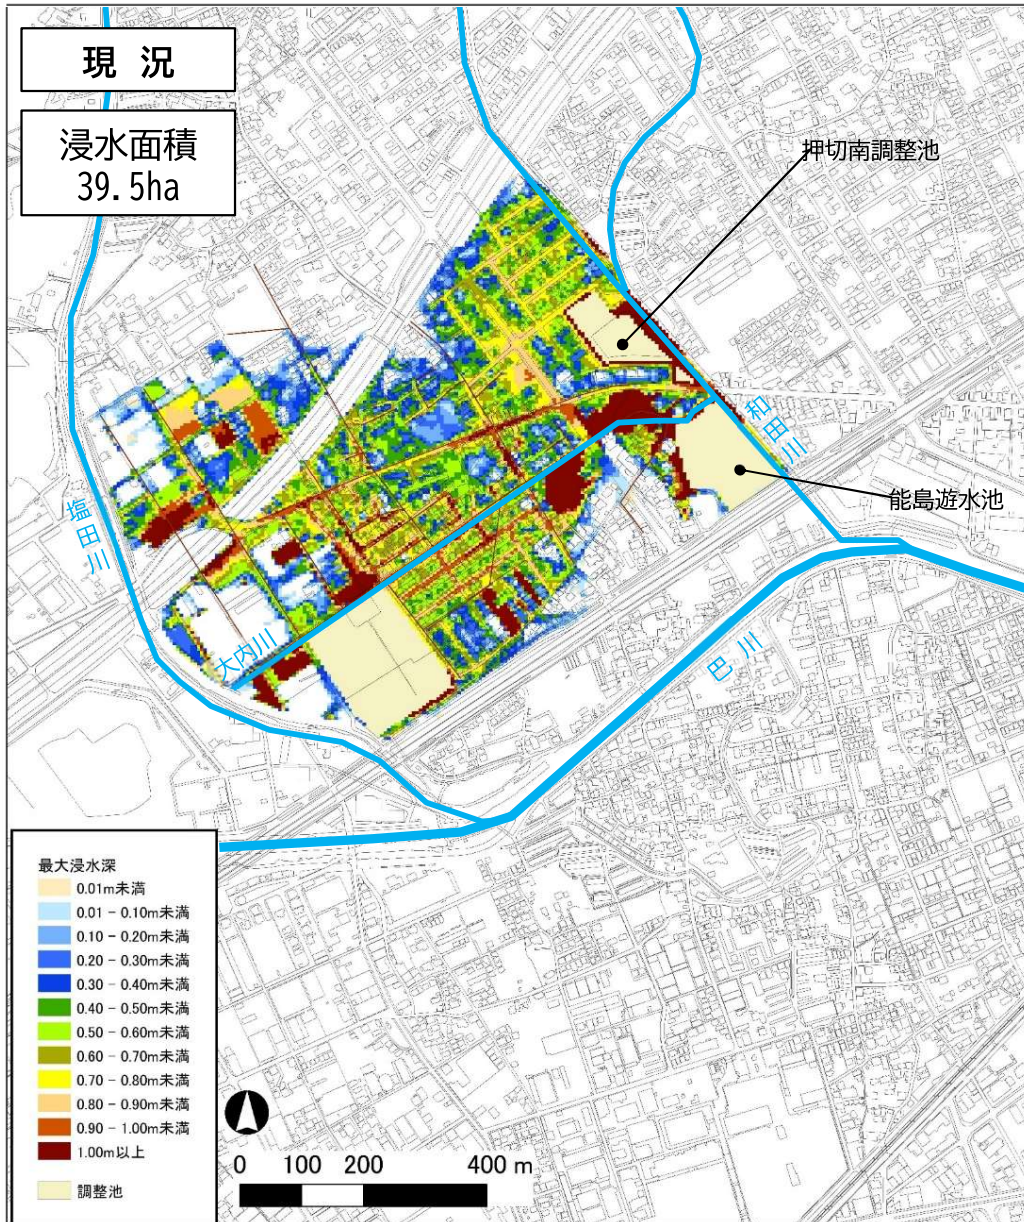 現 況
浸水面積
39.5ha
押切南調整池
和田川
能島遊水池
塩田川
大内川
巴 川
最大浸水深
0.01m未満
0.01 - 0.10m未満
0.10 - 0.20m未満
0.20 - 0.30m未満
0.30 - 0.40m未満
0.40 - 0.50m未満
0.50 - 0.60m未満
0.60 - 0.70m未満
0.70 - 0.80m未満
0.80 - 0.90m未満
0.90 - 1.00m未満
1.00m以上
調整池
0 100 200 400 m